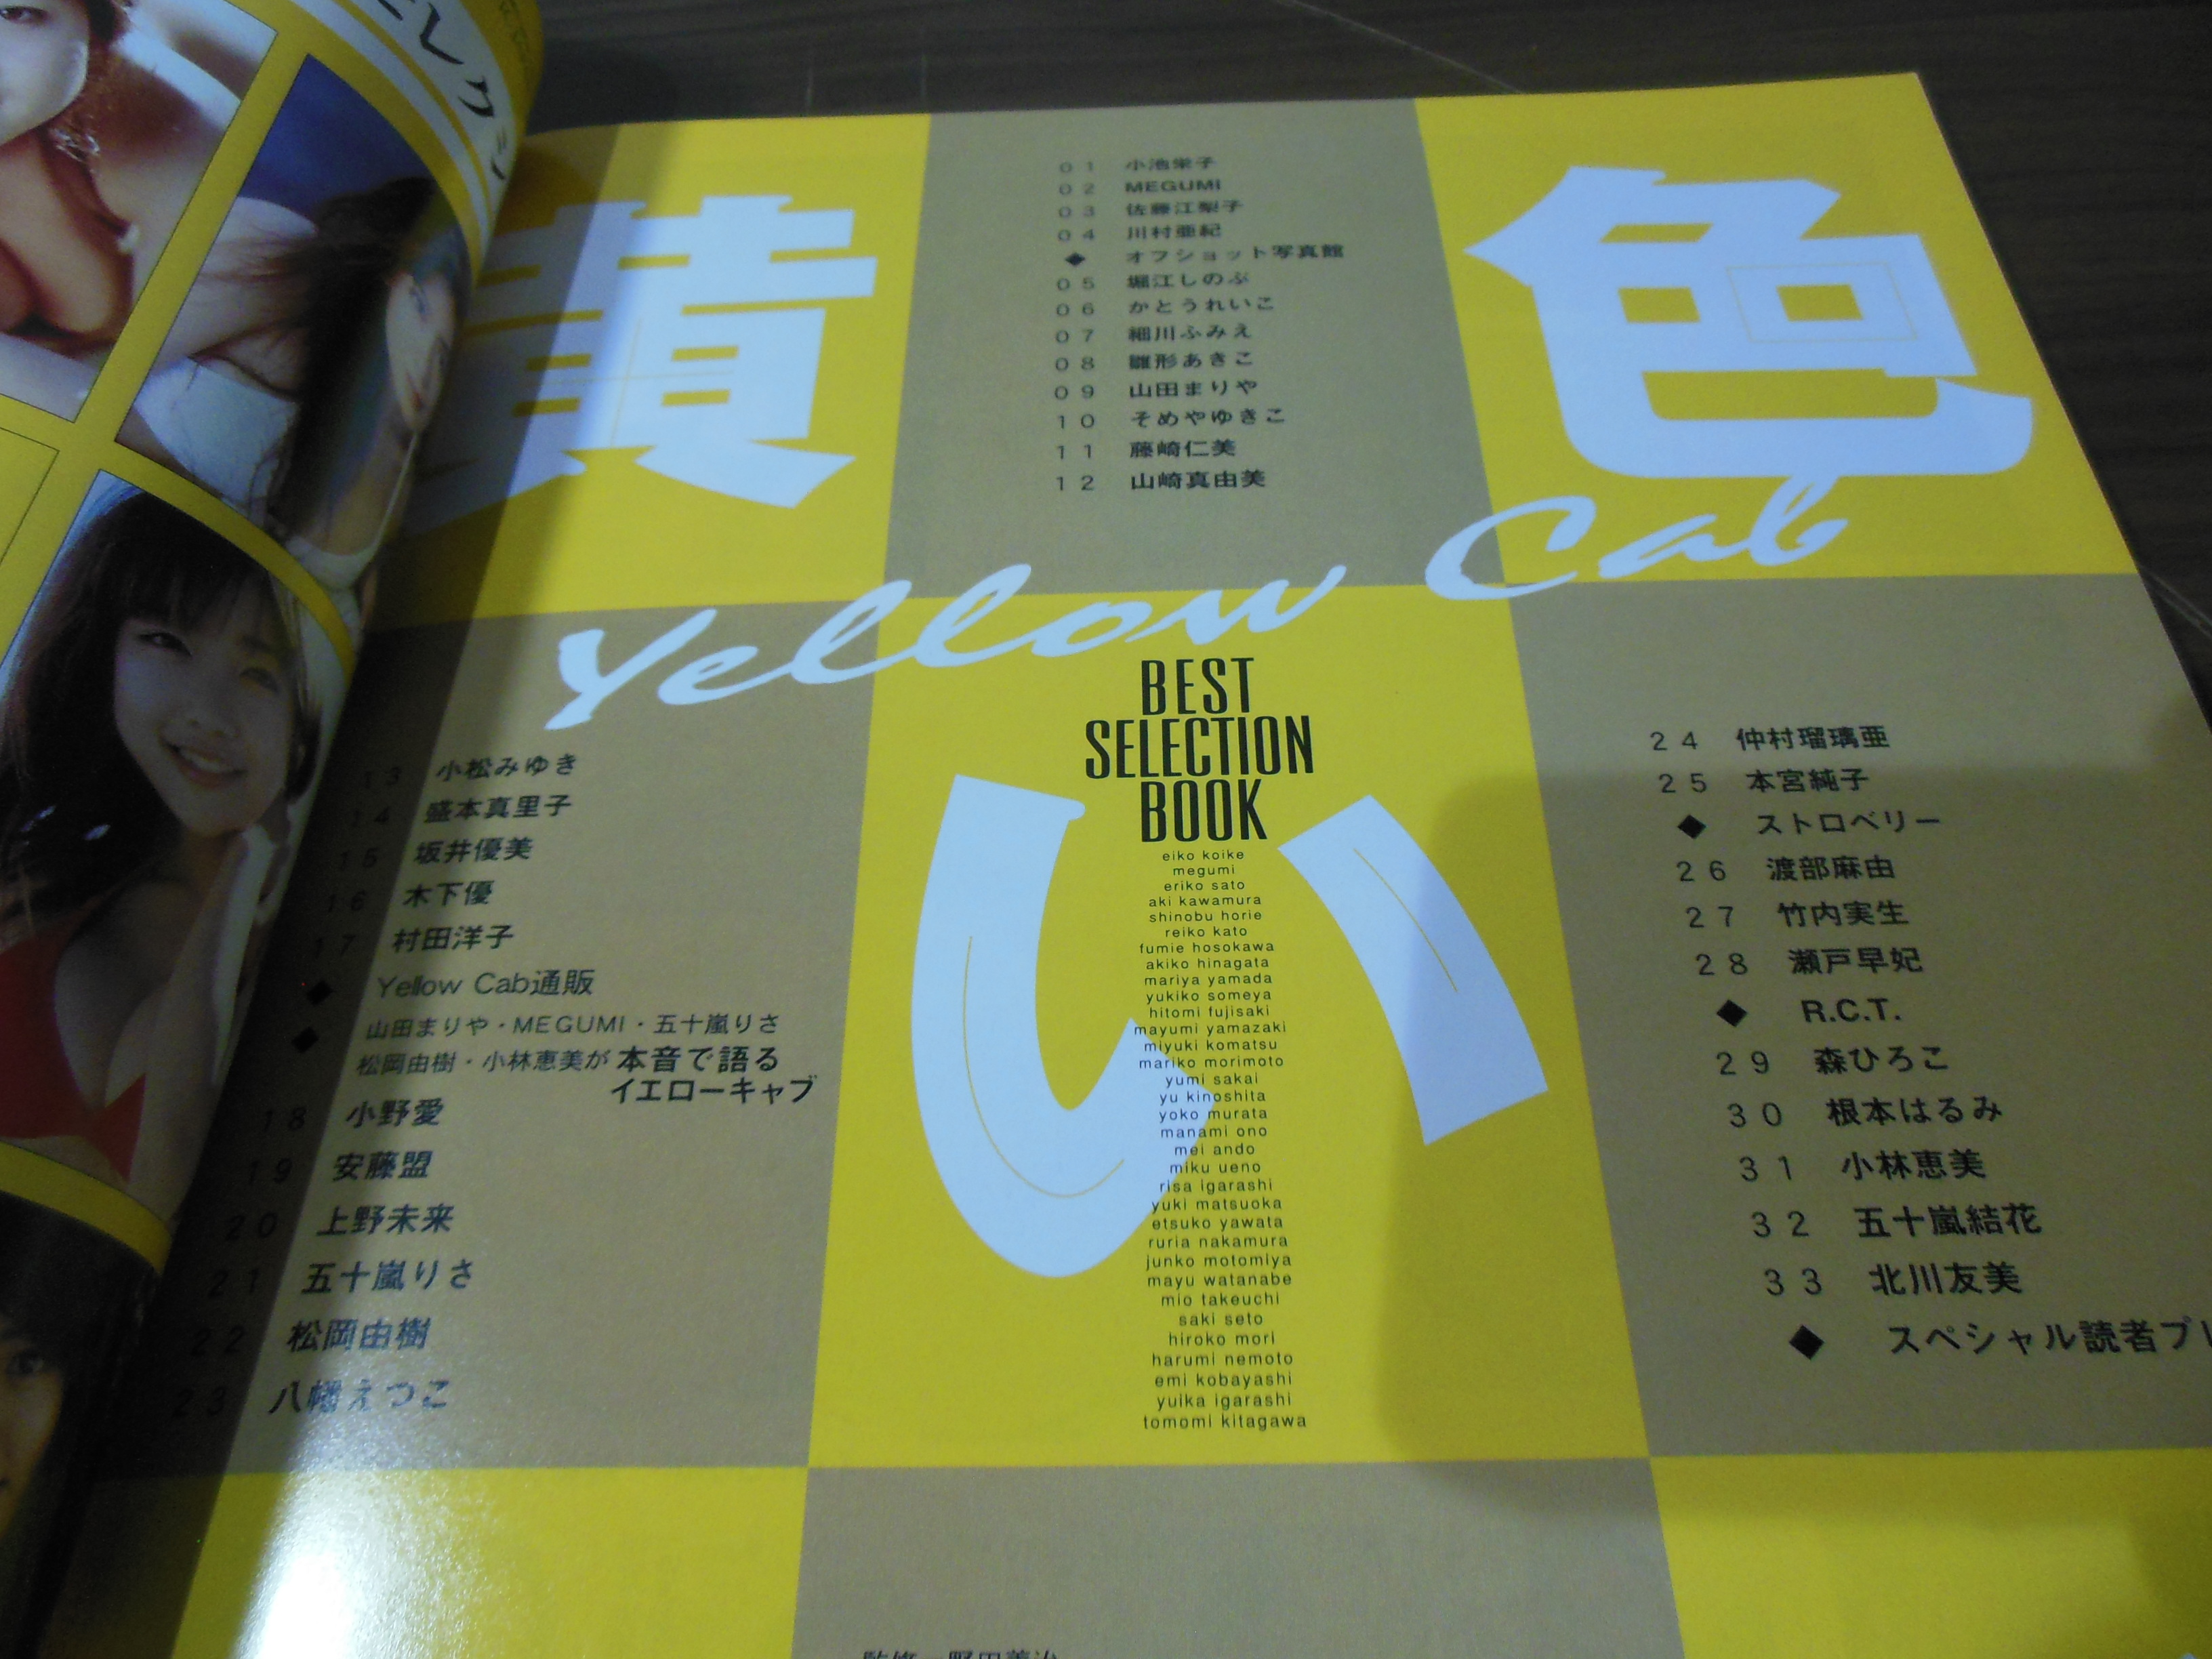 セレクシ
黄色い
01 小池栄子
02 MEGUMI
03 佐藤江梨子
04 川村亜紀
◆ オフショット写真館
05 堀江しのぶ
06 かとうれいこ
07 細川ふみえ
08 雛形あきこ
09 山田まりや
10 そめやゆきこ
11 藤崎仁美
12 山崎真由美
Yellow Cab
BEST
SELECTION
BOOK
eiko koike
megumi
eriko sato
aki kawamura
shinobu horie
reiko kato
fumie hosokawa
akiko hinagata
mariya yamada
yukiko someya
hitomi fujisaki
mayumi yamazaki
miyuki komatsu
mariko morimoto
yumi sakai
yu kinoshita
yoko murata
manami ono
mei ando
miku ueno
risa igarashi
yuki matsuoka
etsuko yawata
ruria nakamura
junko motomiya
mayu watanabe
mio takeuchi
saki seto
hiroko mori
harumi nemoto
emi kobayashi
yuika igarashi
tomomi kitagawa
13 小松みゆき
14 盛本真里子
15 坂井優美
16 木下優
17 村田洋子
◆ Yellow Cab通販
◆ 山田まりや・MEGUMI・五十嵐りさ
松岡由樹・小林恵美が本音で語る
イエローキャブ
18 小野愛
19 安藤盟
20 上野未来
21 五十嵐りさ
22 松岡由樹
23 八幡えつこ
24 仲村瑠璃亜
25 本宮純子
◆ ストロベリー
26 渡部麻由
27 竹内実生
28 瀬戸早妃
◆ R.C.T.
29 森ひろこ
30 根本はるみ
31 小林恵美
32 五十嵐結花
33 北川友美
◆ スペシャル読者プレ